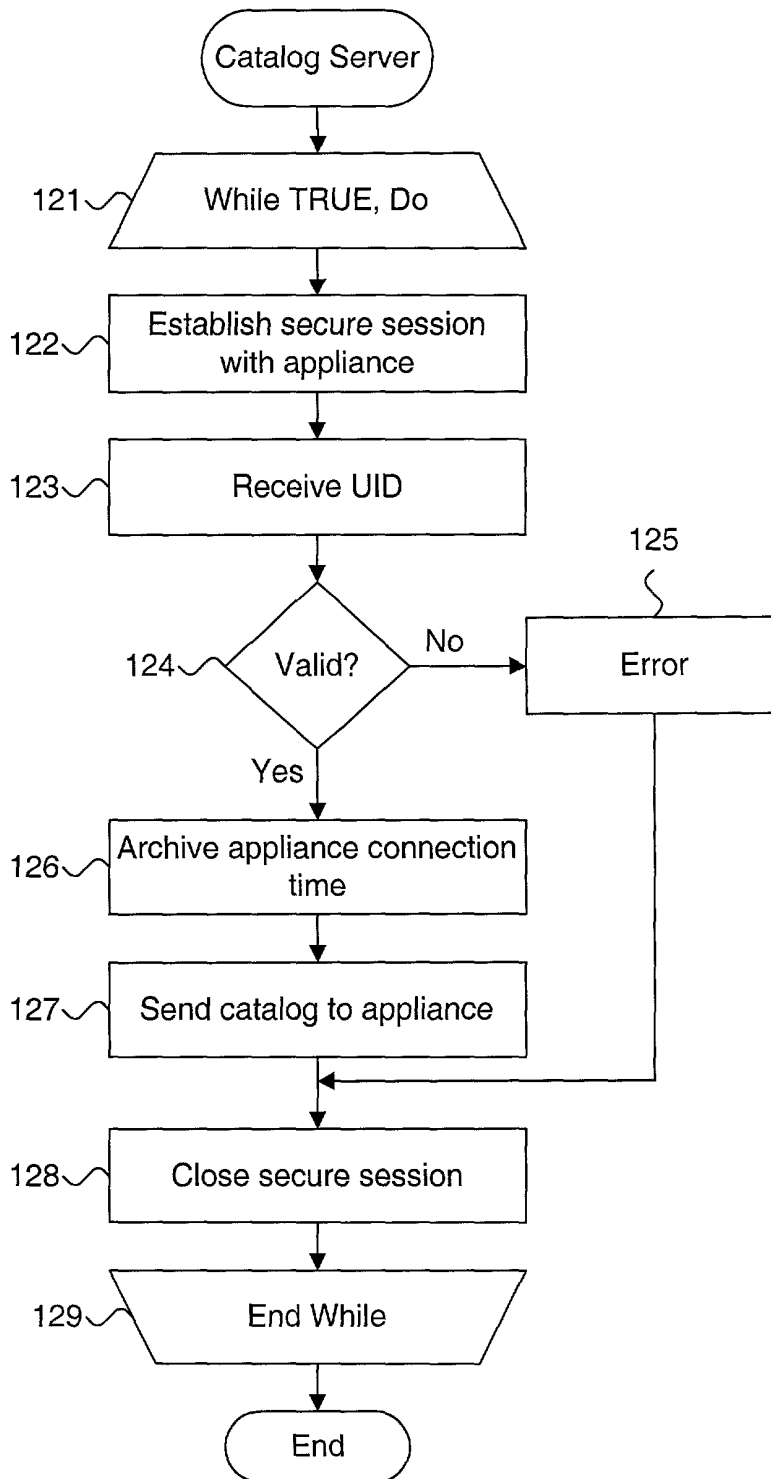 Catalog Server
121
While TRUE, Do
122
Establish secure session
with appliance
123
Receive UID
125
124
Valid?
No
Error
Yes
126
Archive appliance connection
time
127
Send catalog to appliance
128
Close secure session
129
End While
End